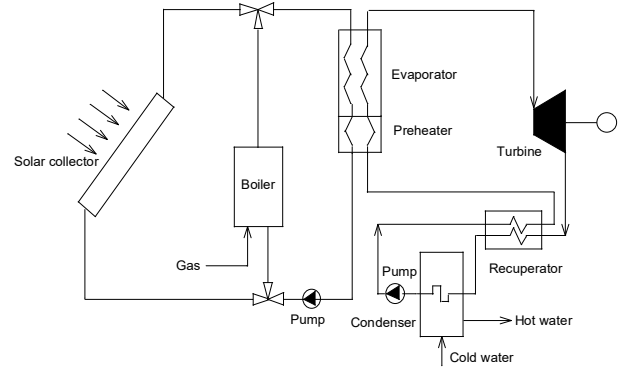 Evaporator
Preheater
Turbine
Solar collector
Boiler
Gas
Recuperator
Pump
Pump
Condenser
Hot water
Cold water